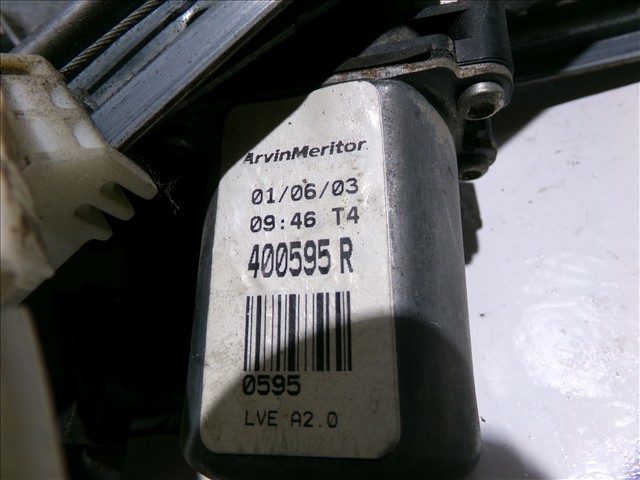 ArvinMeritor
01/06/03
09:46 T4
400595 R
0595
LVE A2.0